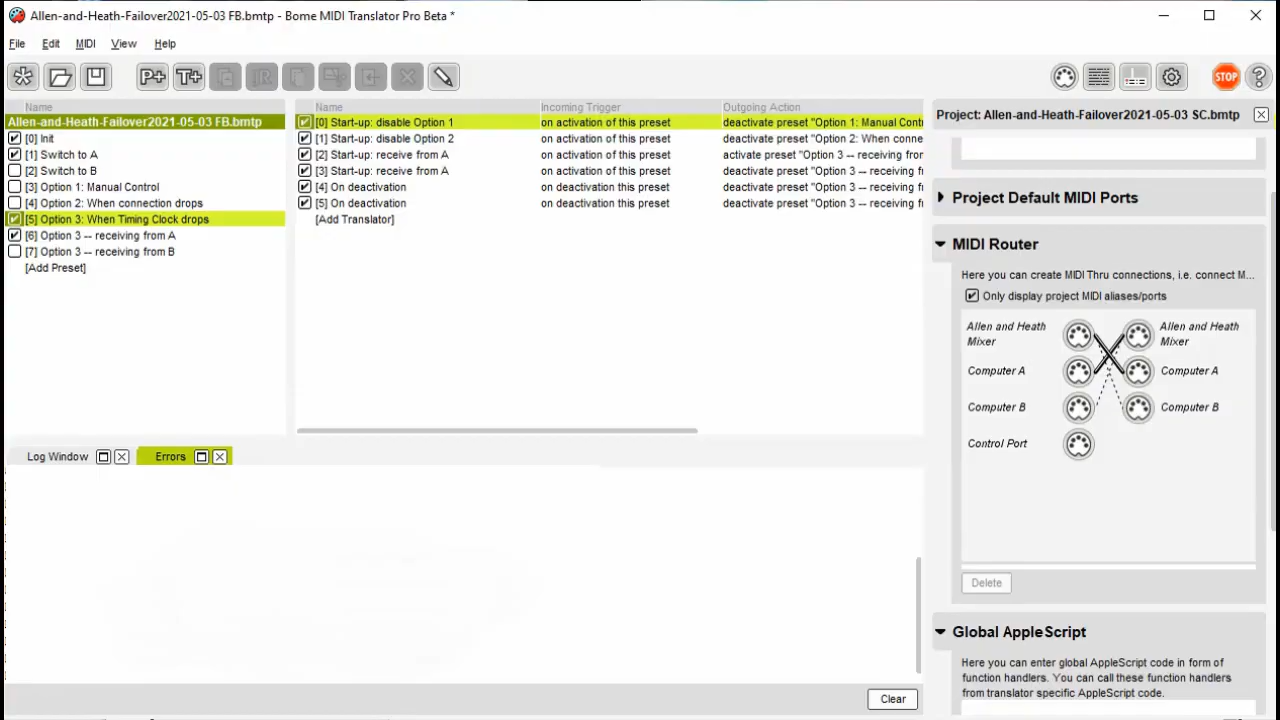 Allen-and-Heath-Failover2021-05-03 FB.bmtp - Bome MIDI Translator Pro Beta *
File Edit MIDI View Help
P+ T+ STOP ?
Name
Allen-and-Heath-Failover2021-05-03 FB.bmtp
[0] Init
[1] Switch to A
[2] Switch to B
[3] Option 1: Manual Control
[4] Option 2: When connection drops
[5] Option 3: When Timing Clock drops
[6] Option 3 -- receiving from A
[7] Option 3 -- receiving from B
[Add Preset]
Name Incoming Trigger Outgoing Action
[0] Start-up: disable Option 1 on activation of this preset deactivate preset "Option 1: Manual Contr
[1] Start-up: disable Option 2 on activation of this preset deactivate preset "Option 2: When conne
[2] Start-up: receive from A on activation of this preset activate preset "Option 3 -- receiving fror
[3] Start-up: receive from A on activation of this preset deactivate preset "Option 3 -- receiving f
[4] On deactivation on deactivation this preset deactivate preset "Option 3 -- receiving f
[5] On deactivation on deactivation this preset deactivate preset "Option 3 -- receiving f
[Add Translator]
Log Window Errors
Clear
Project: Allen-and-Heath-Failover2021-05-03 SC.bmtp
Project Default MIDI Ports
MIDI Router
Here you can create MIDI Thru connections, i.e. connect M...
Only display project MIDI aliases/ports
Allen and Heath Mixer Allen and Heath Mixer
Computer A Computer A
Computer B Computer B
Control Port
Delete
Global AppleScript
Here you can enter global AppleScript code in form of
function handlers. You can call these function handlers
from translator specific AppleScript code.